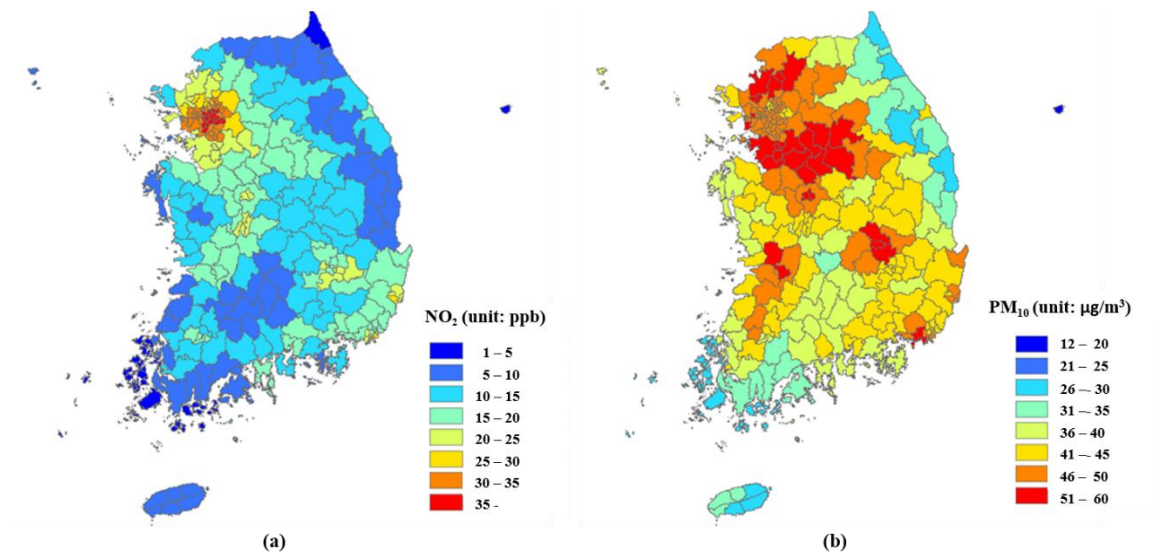 NO₂ (unit: ppb)
1 – 5
5 – 10
10 – 15
15 – 20
20 – 25
25 – 30
30 – 35
35 -
(a)
PM₁₀ (unit: µg/m³)
12 – 20
21 – 25
26 – 30
31 – 35
36 – 40
41 – 45
46 – 50
51 – 60
(b)